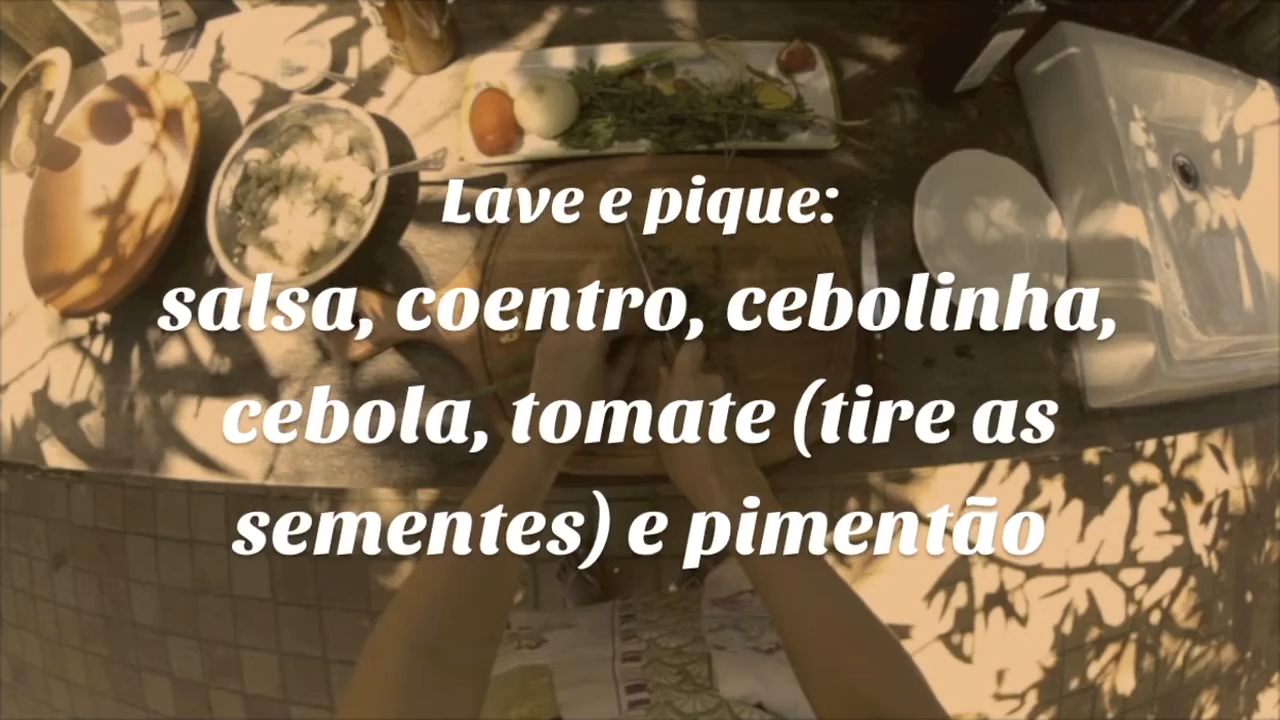 Lave e pique:
salsa, coentro, cebolinha,
cebola, tomate (tire as
sementes) e pimentão